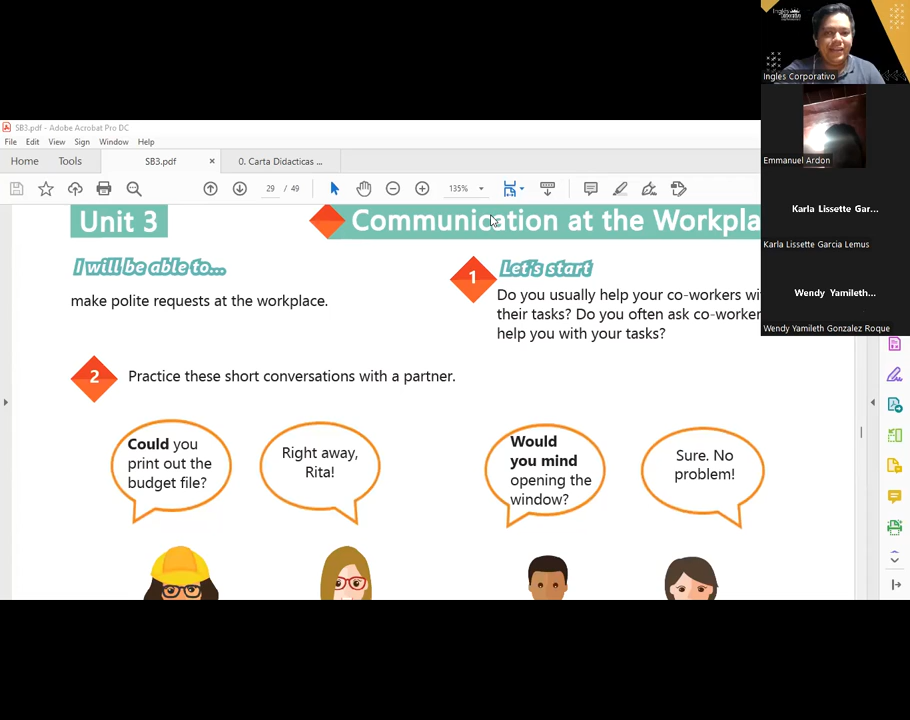 SB3.pdf - Adobe Acrobat Pro DC
File Edit View Sign Window Help
Home Tools SB3.pdf × 0. Carta Didacticas ...
29 / 49 135%
Unit 3
Communication at the Workpla
I will be able to...
make polite requests at the workplace.
1 Let's start
Do you usually help your co-workers wi
their tasks? Do you often ask co-worker
help you with your tasks?
2 Practice these short conversations with a partner.
Could you
print out the
budget file?
Right away,
Rita!
Would
you mind
opening the
window?
Sure. No
problem!
Inglés
Ingles Corporativo
Emmanuel Ardon
Karla Lissette Gar...
Karla Lissette Garcia Lemus
Wendy Yamileth...
Wendy Yamileth Gonzalez Roque